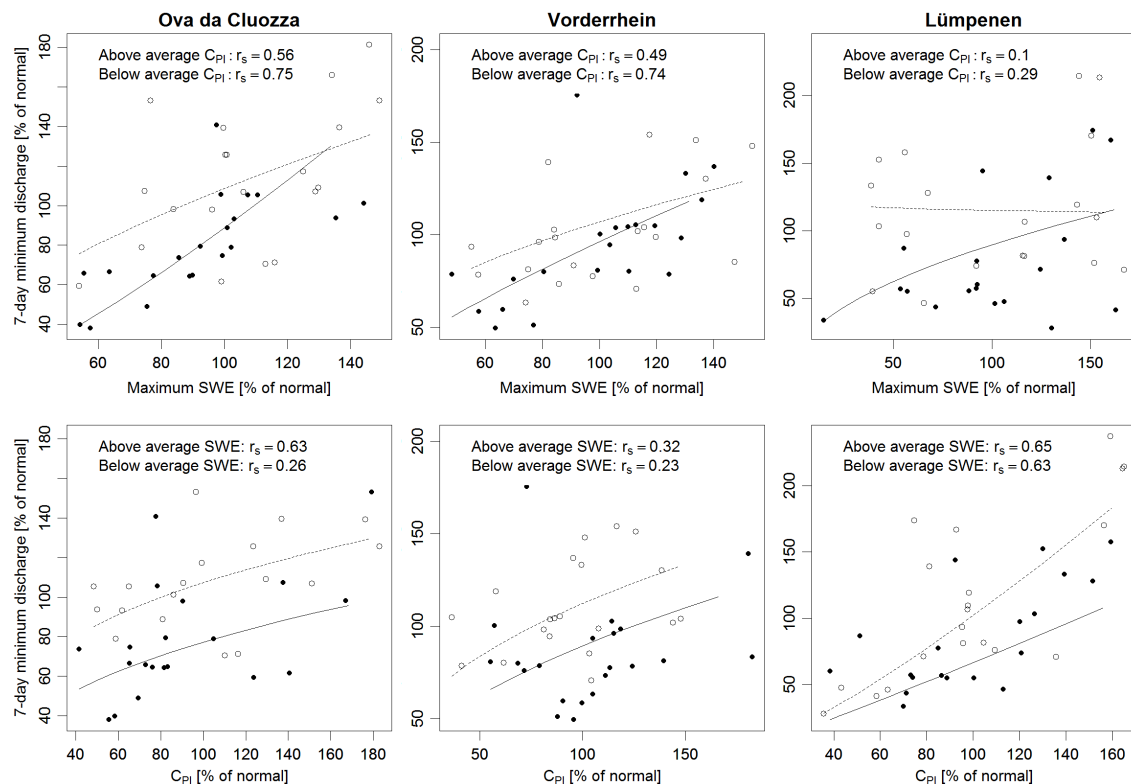 Ova da Cluozza
Vorderrhein
Lümpenen
Above average C_PI : r_s = 0.56
Below average C_PI : r_s = 0.75
Above average C_PI : r_s = 0.49
Below average C_PI : r_s = 0.74
Above average C_PI : r_s = 0.1
Below average C_PI : r_s = 0.29
7-day minimum discharge [% of normal]
40 60 80 100 120 140 160 180
50 100 150 200
50 100 150 200
60 80 100 120 140
60 80 100 120 140
50 100 150
Maximum SWE [% of normal]
Maximum SWE [% of normal]
Maximum SWE [% of normal]
Above average SWE: r_s = 0.63
Below average SWE: r_s = 0.26
Above average SWE: r_s = 0.32
Below average SWE: r_s = 0.23
Above average SWE: r_s = 0.65
Below average SWE: r_s = 0.63
7-day minimum discharge [% of normal]
40 60 80 100 140 180
50 100 150 200
50 100 150 200
40 60 80 100 120 140 160 180
50 100 150
40 60 80 100 120 140 160
C_PI [% of normal]
C_PI [% of normal]
C_PI [% of normal]